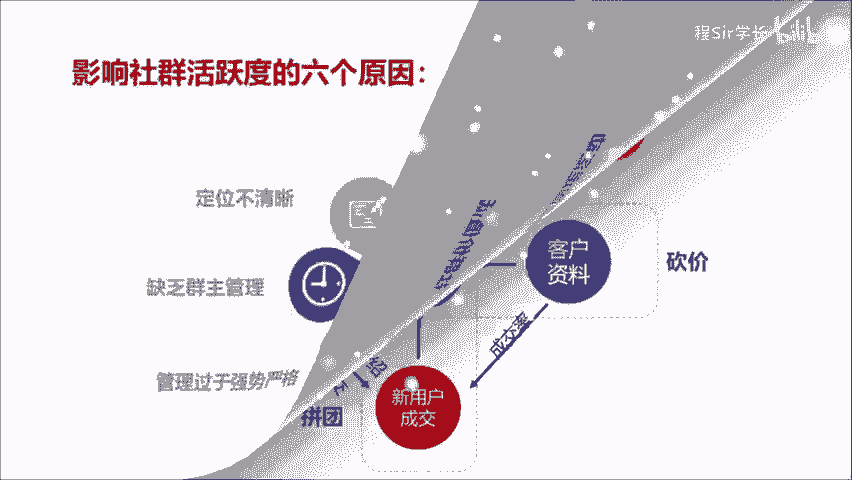 程Sir学长
bilibili
影响社群活跃度的六个原因：
定位不清晰
缺乏群主管理
管理过于强势严格
客户
资料
砍价
成交率
新用户
成交
拼团